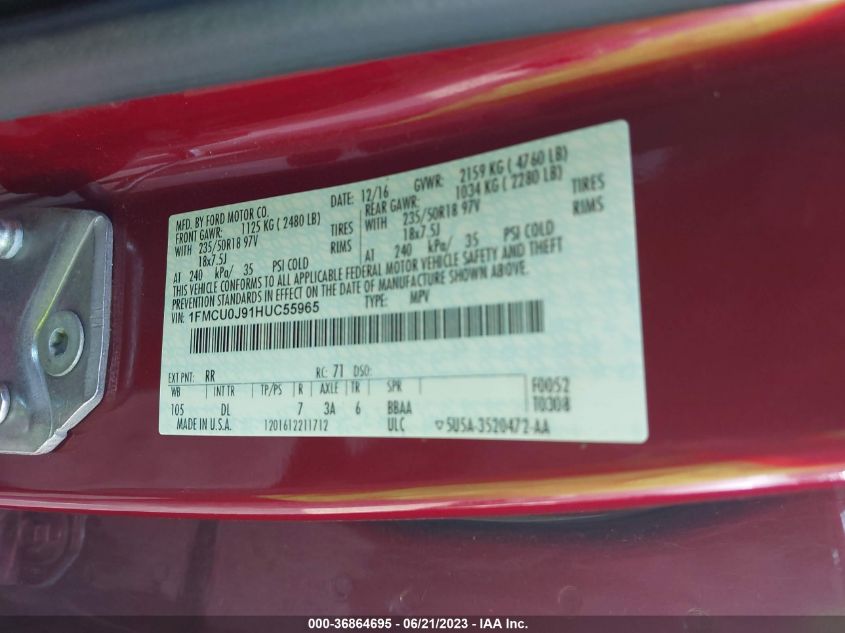 MFD. BY FORD MOTOR CO.
DATE: 12/16 GVWR: 2159 KG ( 4760 LB)
FRONT GAWR: 1125 KG ( 2480 LB) REAR GAWR: 1034 KG ( 2280 LB)
WITH 235/50R18 97V TIRES WITH 235/50R18 97V TIRES
18x7.5J RIMS 18x7.5J RIMS
AT 240 kPa/ 35 PSI COLD AT 240 kPa/ 35 PSI COLD
THIS VEHICLE CONFORMS TO ALL APPLICABLE FEDERAL MOTOR VEHICLE SAFETY AND THEFT
PREVENTION STANDARDS IN EFFECT ON THE DATE OF MANUFACTURE SHOWN ABOVE.
VIN: 1FMCU0J91HUC55965 TYPE: MPV
EXT PNT: RR RC: 71 DSO:
WB INT TR TP/PS R AXLE TR SPR F0052
105 DL 7 3A 6 BBAA T0308
MADE IN U.S.A. 1201612211712 ULC ▽5U5A-3520472-AA
000-36864695 - 06/21/2023 - IAA Inc.